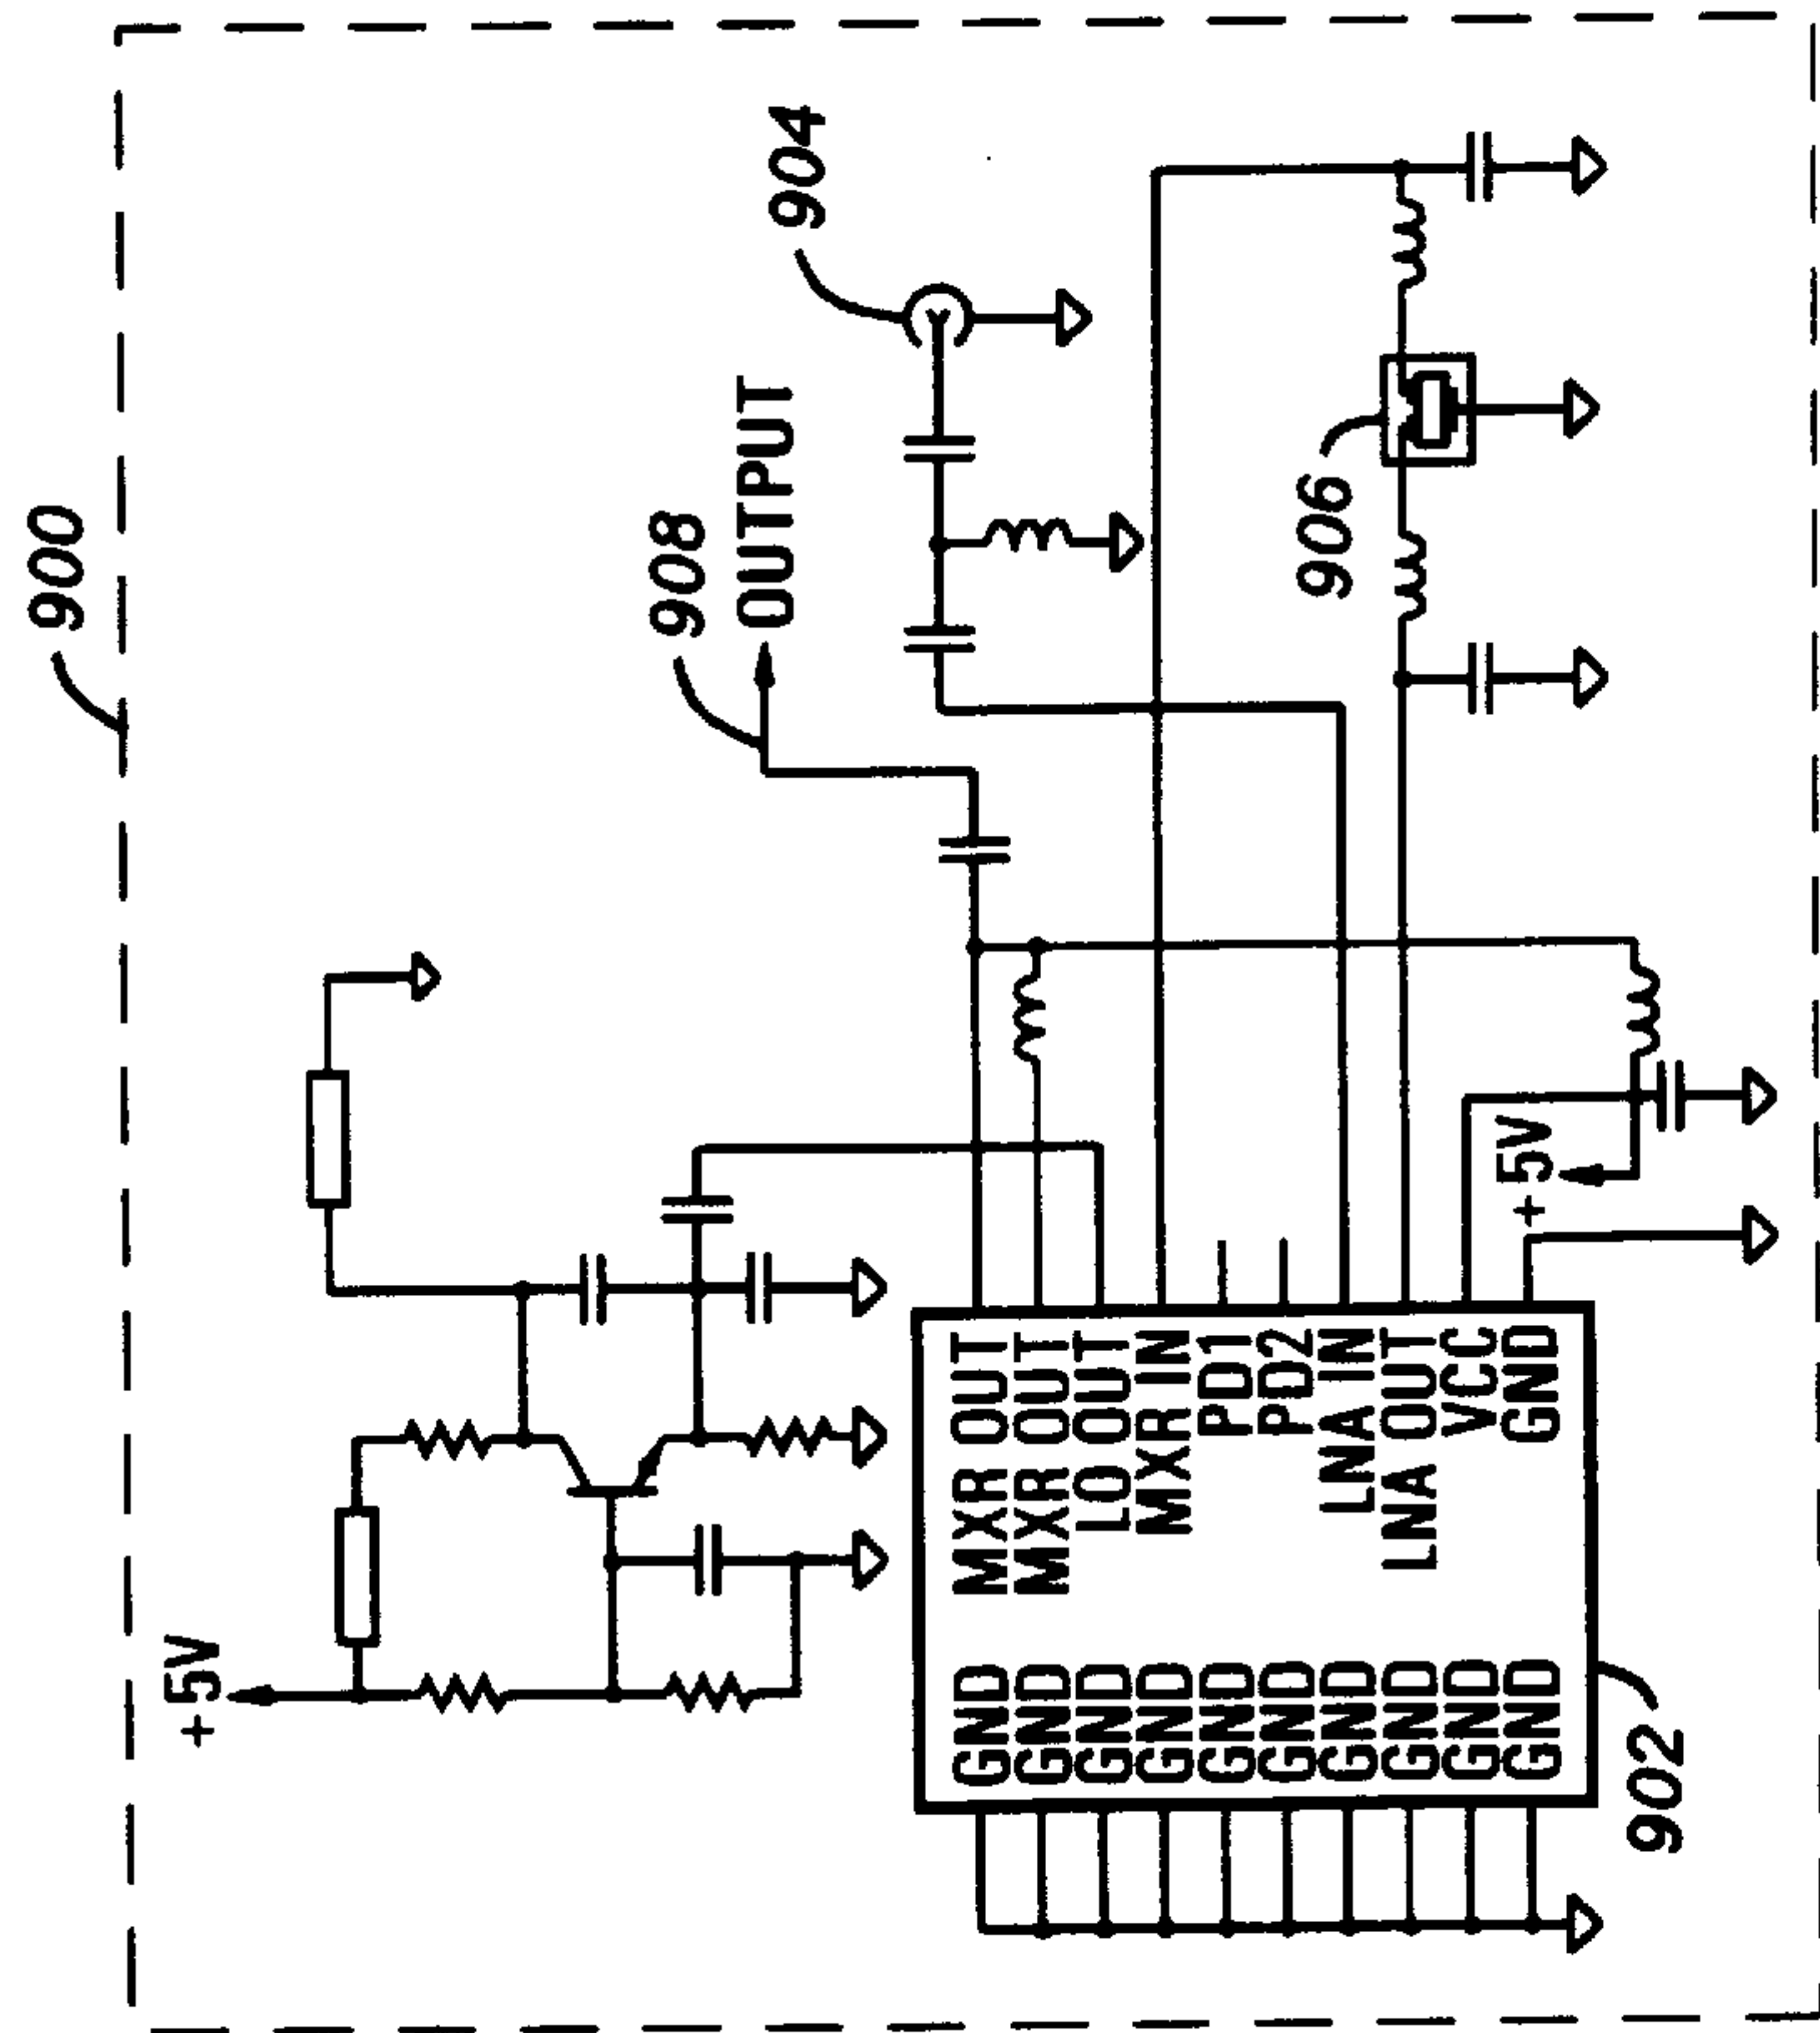 900
904
908
OUTPUT
906
+5V
+5V
MXR OUT
MXR OUT
LO OUT
MXR IN
PD1
PD2
LNA IN
LNA OUT
VCC
GND
GND
GND
GND
GND
GND
GND
GND
GND
GND
GND
902